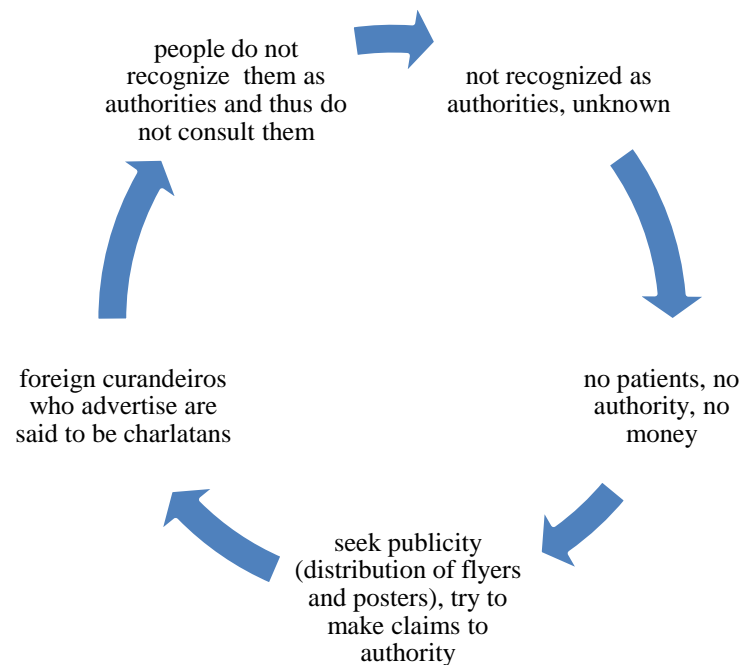 people do not
recognize  them as
authorities and thus do
not consult them
not recognized as
authorities, unknown
no patients, no
authority, no
money
seek publicity
(distribution of flyers
and posters), try to
make claims to
authority
foreign curandeiros
who advertise are
said to be charlatans